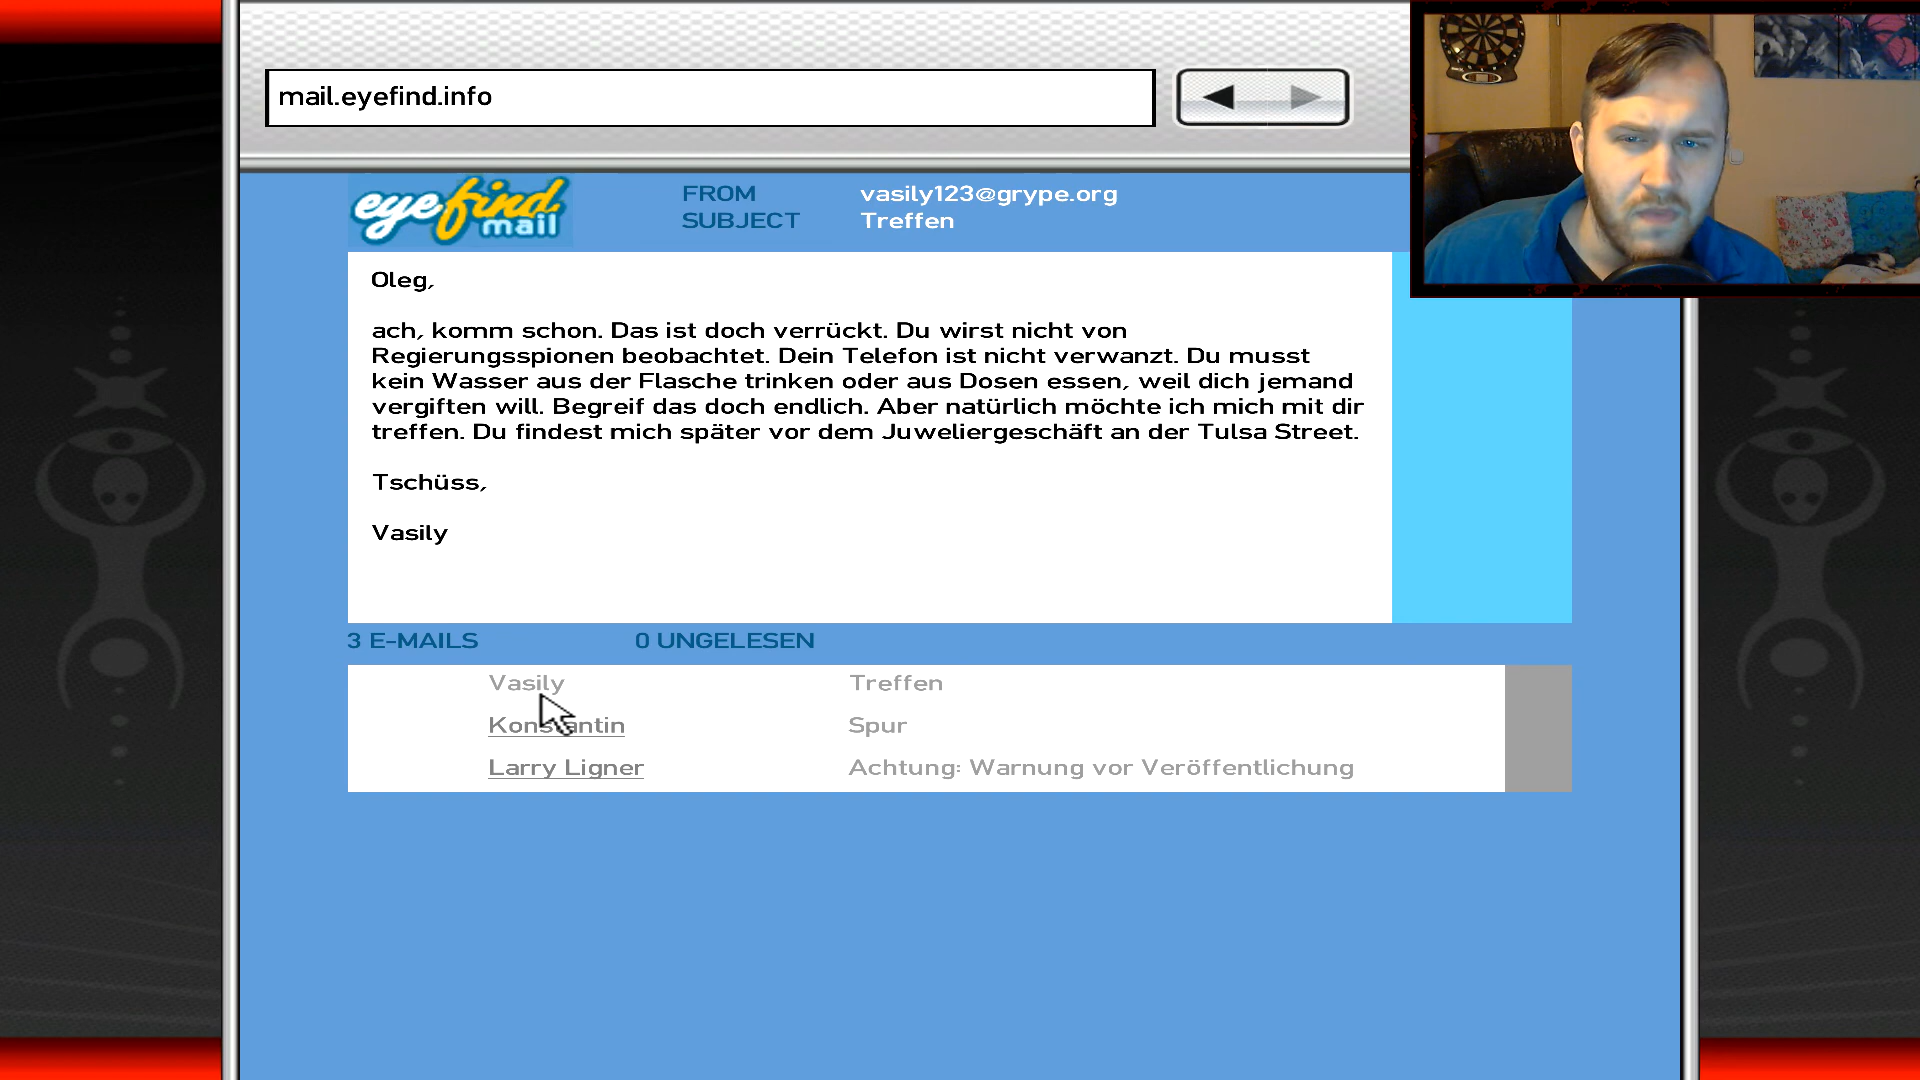 mail.eyefind.info
eyefind
mail
FROM vasily123@grype.org
SUBJECT Treffen
Oleg,
ach, komm schon. Das ist doch verrückt. Du wirst nicht von
Regierungsspionen beobachtet. Dein Telefon ist nicht verwanzt. Du musst
kein Wasser aus der Flasche trinken oder aus Dosen essen, weil dich jemand
vergiften will. Begreif das doch endlich. Aber natürlich möchte ich mich mit dir
treffen. Du findest mich später vor dem Juweliergeschäft an der Tulsa Street.
Tschüss,
Vasily
3 E-MAILS 0 UNGELESEN
Vasily Treffen
Konstantin Spur
Larry Ligner Achtung: Warnung vor Veröffentlichung